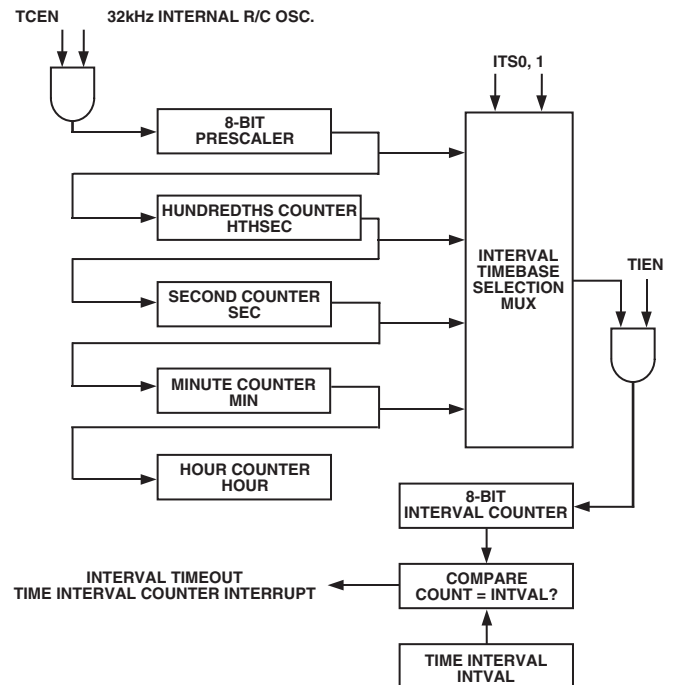 TCEN 32kHz INTERNAL R/C OSC.
ITS0, 1
8-BIT
PRESCALER
HUNDREDTHS COUNTER
HTHSEC
INTERVAL
TIMEBASE
SELECTION
MUX
TIEN
SECOND COUNTER
SEC
MINUTE COUNTER
MIN
HOUR COUNTER
HOUR
8-BIT
INTERVAL COUNTER
INTERVAL TIMEOUT
TIME INTERVAL COUNTER INTERRUPT
COMPARE
COUNT = INTVAL?
TIME INTERVAL
INTVAL